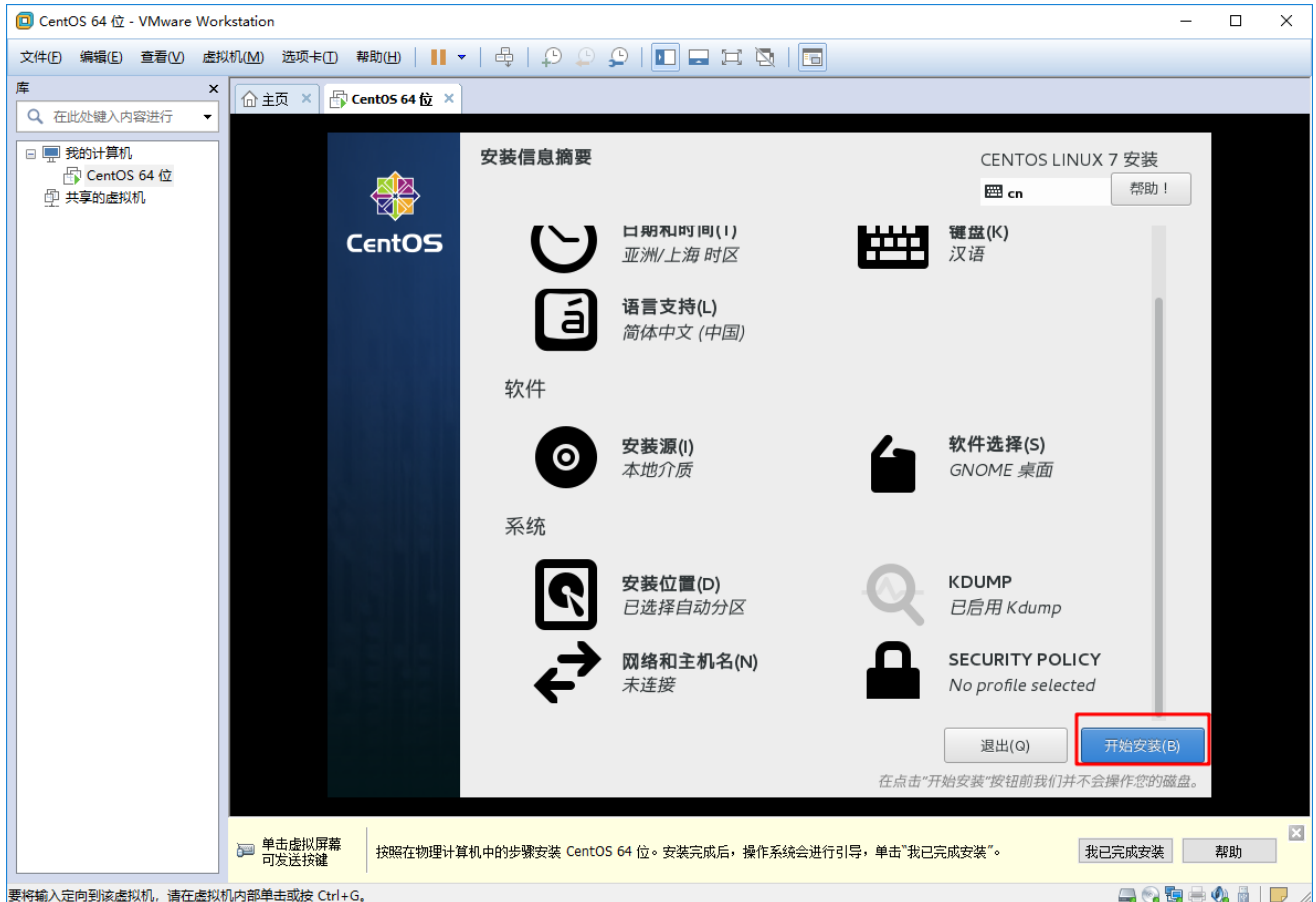 CentOS 64 位 - VMware Workstation
文件(F) 编辑(E) 查看(V) 虚拟机(M) 选项卡(T) 帮助(H)
库
在此处键入内容进行
我的计算机
CentOS 64 位
共享的虚拟机
主页
CentOS 64 位
CentOS
安装信息摘要
CENTOS LINUX 7 安装
cn
帮助！
日期和时间(T)
亚洲/上海 时区
键盘(K)
汉语
语言支持(L)
简体中文 (中国)
软件
安装源(I)
本地介质
软件选择(S)
GNOME 桌面
系统
安装位置(D)
已选择自动分区
KDUMP
已启用 Kdump
网络和主机名(N)
未连接
SECURITY POLICY
No profile selected
退出(Q)
开始安装(B)
在点击"开始安装"按钮前我们并不会操作您的磁盘。
单击虚拟屏幕
可发送按键
按照在物理计算机中的步骤安装 CentOS 64 位。安装完成后，操作系统会进行引导，单击"我已完成安装"。
我已完成安装
帮助
要将输入定向到该虚拟机，请在虚拟机内部单击或按 Ctrl+G。